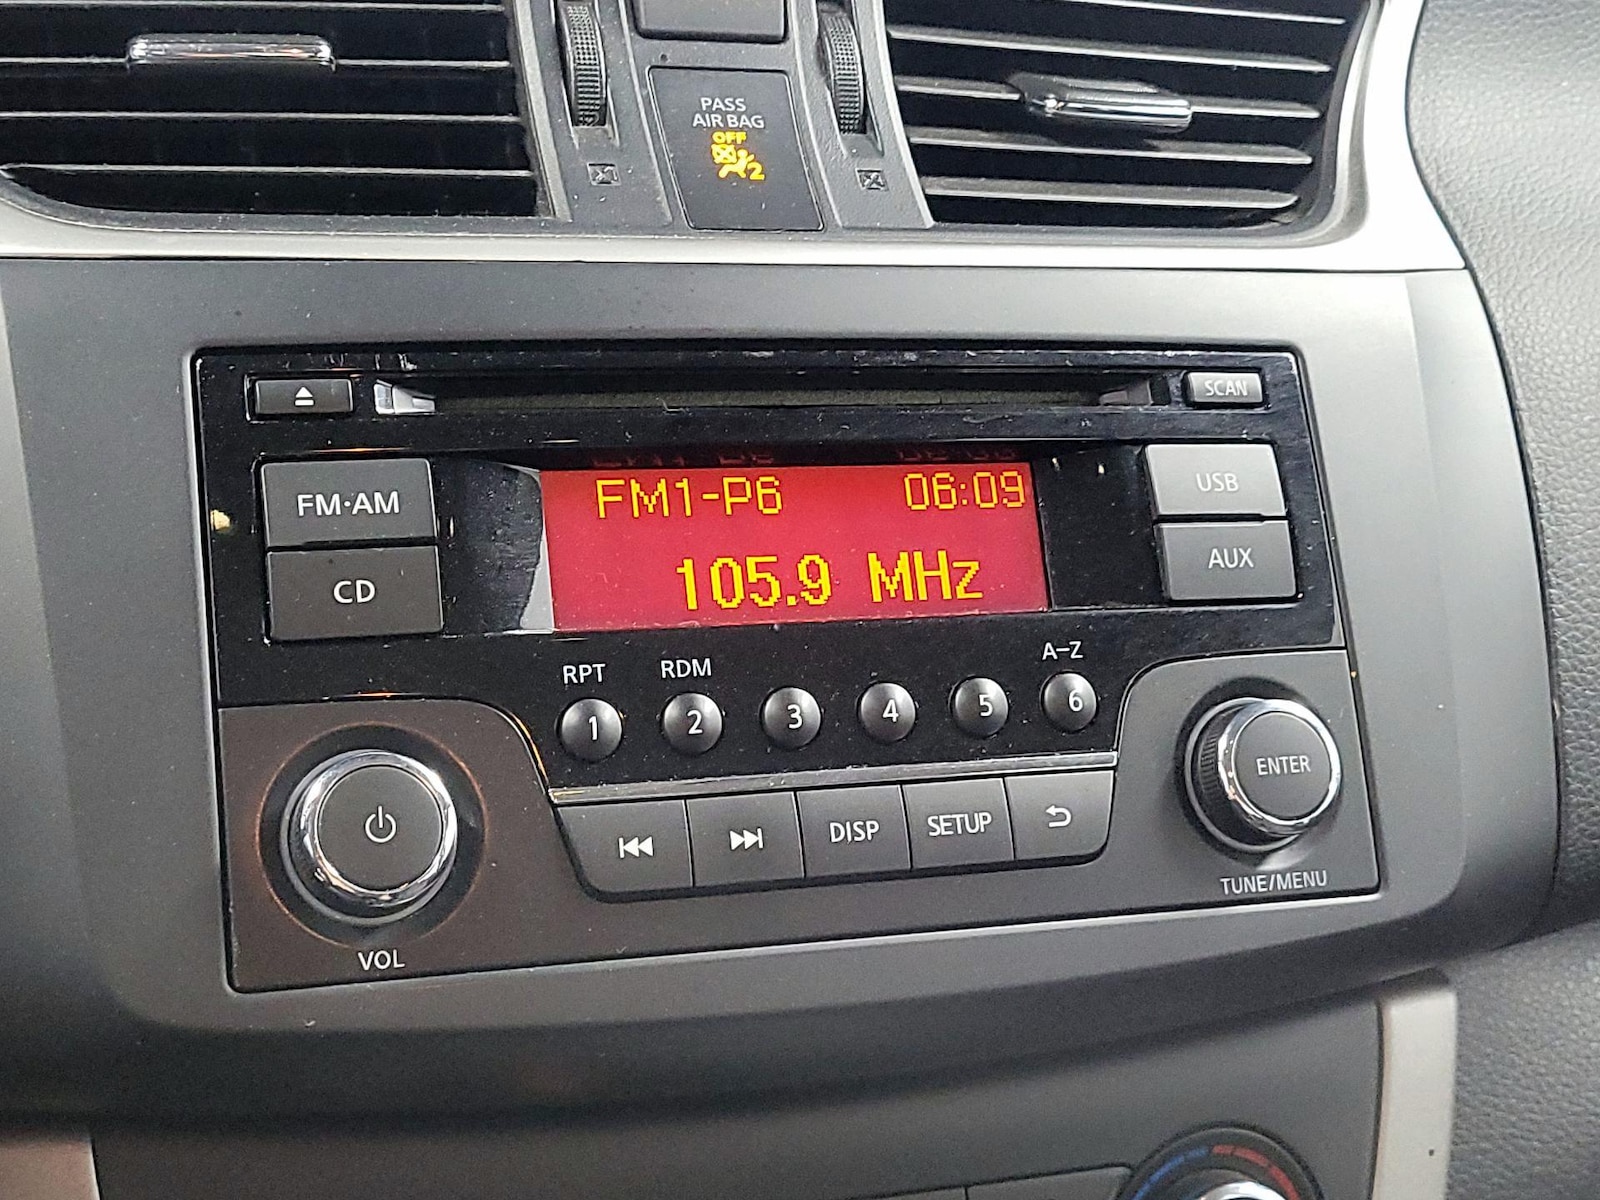 PASS
AIR BAG
OFF
2
SCAN
FM·AM
FM1-P6 06:09
USB
CD
105.9 MHz
AUX
RPT RDM A-Z
1 2 3 4 5 6
DISP SETUP
ENTER
TUNE/MENU
VOL